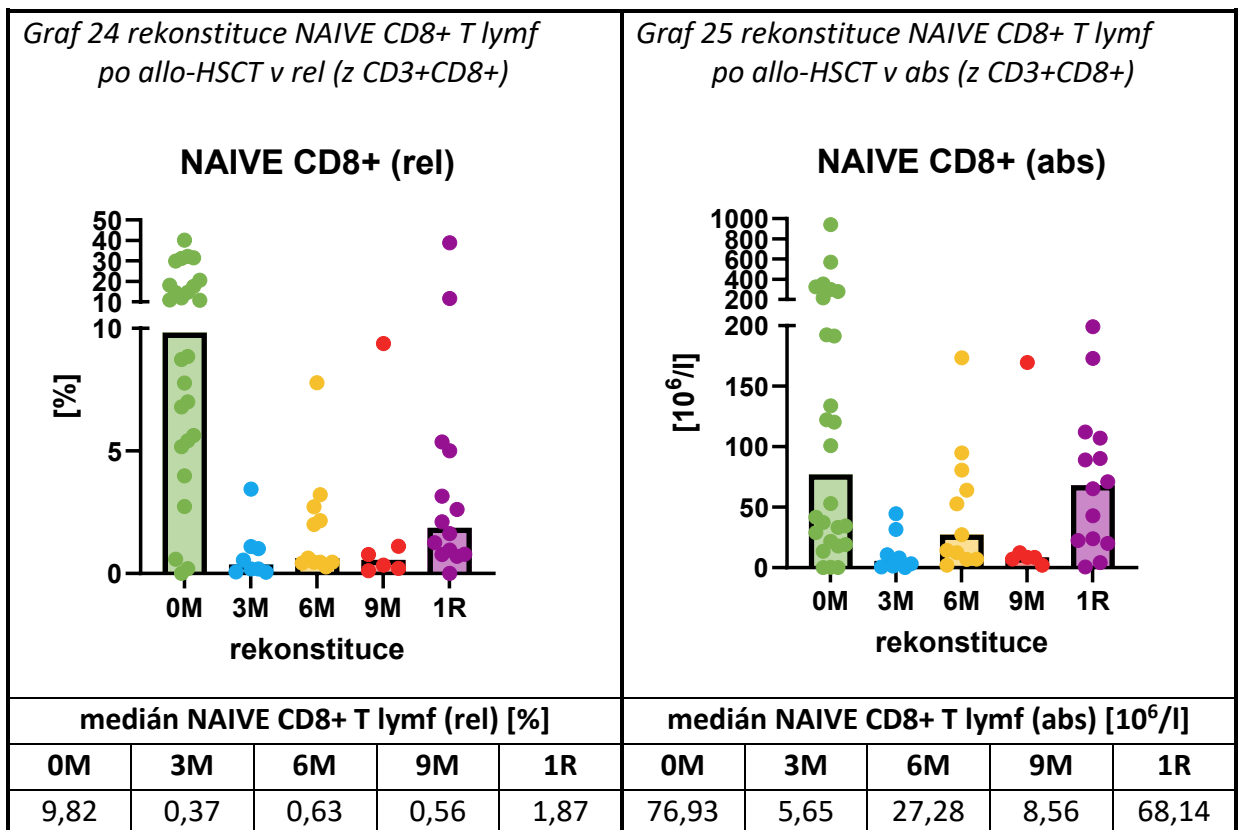 Graf 24 rekonstituce NAIVE CD8+ T lymf
po allo-HSCT v rel (z CD3+CD8+)
NAIVE CD8+ (rel)
50
40
30
20
10
10
5
0
[%]
0M 3M 6M 9M 1R
rekonstituce
Graf 25 rekonstituce NAIVE CD8+ T lymf
po allo-HSCT v abs (z CD3+CD8+)
NAIVE CD8+ (abs)
1000
800
600
400
200
200
150
100
50
0
[10⁶/l]
0M 3M 6M 9M 1R
rekonstituce
medián NAIVE CD8+ T lymf (rel) [%]
0M 3M 6M 9M 1R
9,82 0,37 0,63 0,56 1,87
medián NAIVE CD8+ T lymf (abs) [10⁶/l]
0M 3M 6M 9M 1R
76,93 5,65 27,28 8,56 68,14